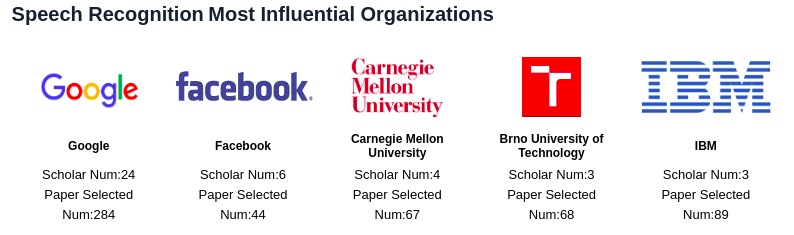 Speech Recognition Most Influential Organizations
Google
facebook.
Carnegie
Mellon
University
T
IBM
Google
Facebook
Carnegie Mellon
University
Brno University of
Technology
IBM
Scholar Num:24
Scholar Num:6
Scholar Num:4
Scholar Num:3
Scholar Num:3
Paper Selected
Paper Selected
Paper Selected
Paper Selected
Paper Selected
Num:284
Num:44
Num:67
Num:68
Num:89